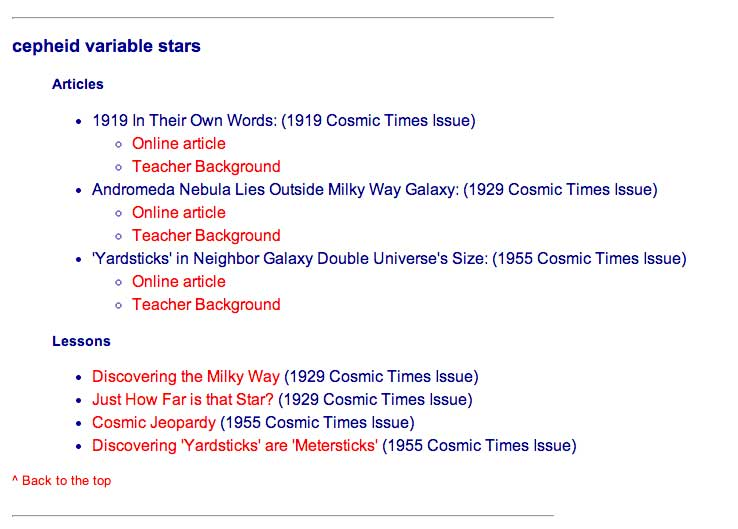 cepheid variable stars
Articles
1919 In Their Own Words: (1919 Cosmic Times Issue)
Online article
Teacher Background
Andromeda Nebula Lies Outside Milky Way Galaxy: (1929 Cosmic Times Issue)
Online article
Teacher Background
'Yardsticks' in Neighbor Galaxy Double Universe's Size: (1955 Cosmic Times Issue)
Online article
Teacher Background
Lessons
Discovering the Milky Way (1929 Cosmic Times Issue)
Just How Far is that Star? (1929 Cosmic Times Issue)
Cosmic Jeopardy (1955 Cosmic Times Issue)
Discovering 'Yardsticks' are 'Metersticks' (1955 Cosmic Times Issue)
^ Back to the top